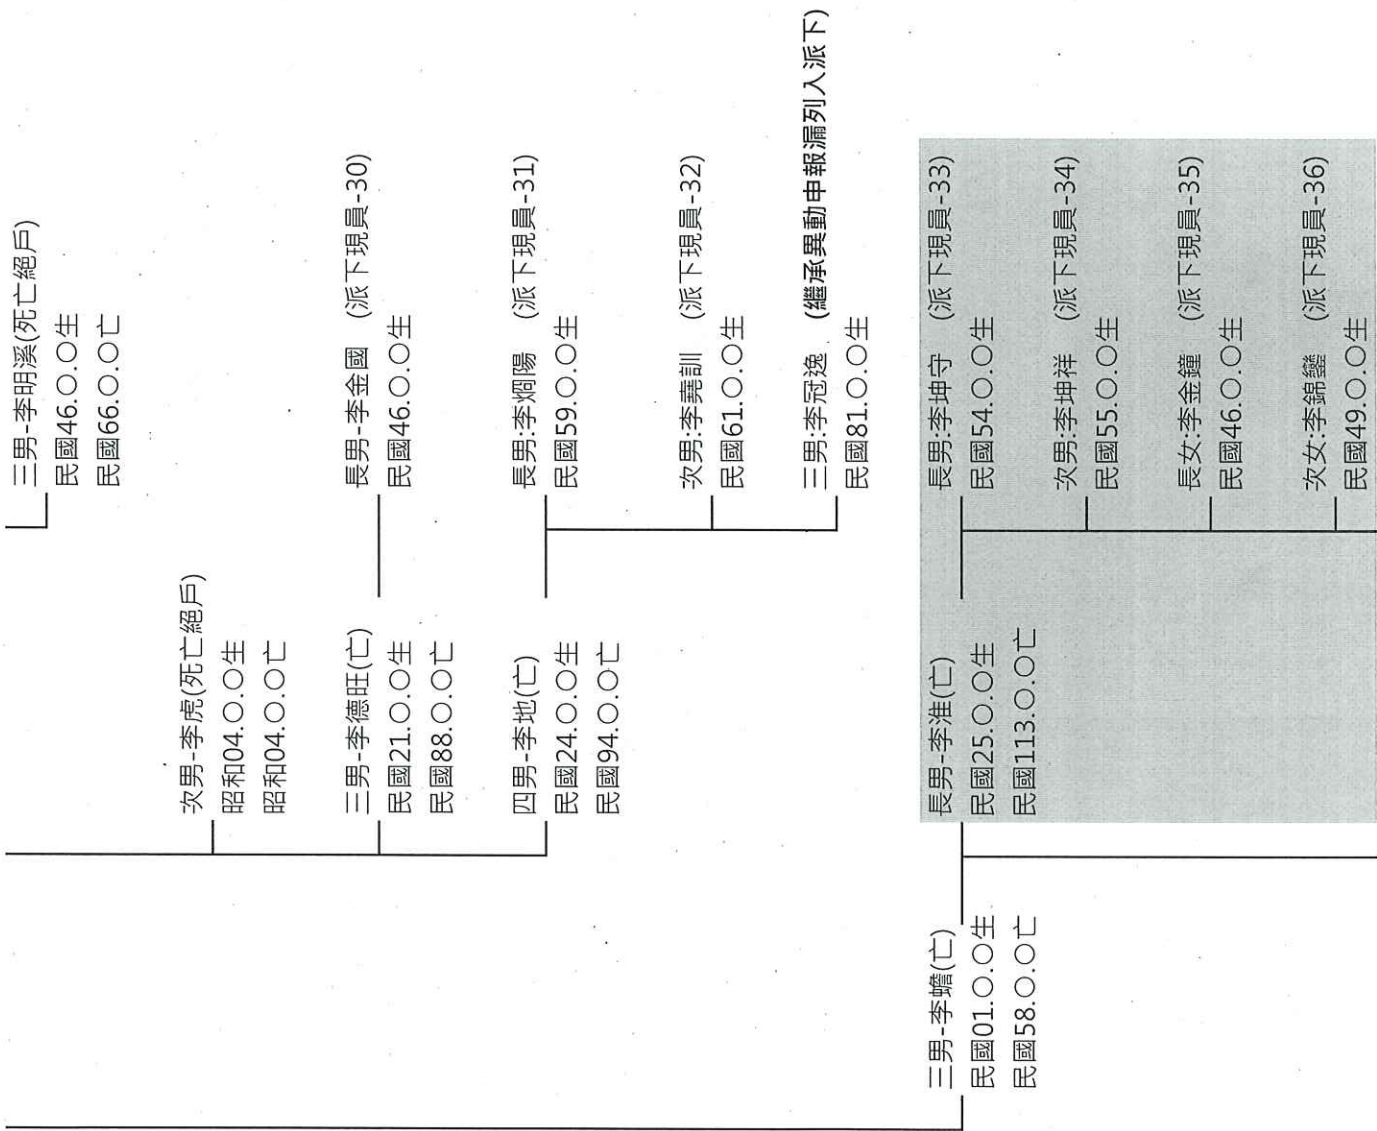 三男-李明溪(死亡絕戶)
民國46.○.○生
民國66.○.○亡
次男-李虎(死亡絕戶)
昭和04.○.○生
昭和04.○.○亡
三男-李德旺(亡)
民國21.○.○生
民國88.○.○亡
長男-李金國 (派下現員-30)
民國46.○.○生
四男-李地(亡)
民國24.○.○生
民國94.○.○亡
長男:李烱陽 (派下現員-31)
民國59.○.○生
次男:李堯訓 (派下現員-32)
民國61.○.○生
三男:李冠逸 (繼承異動申報漏列入派下)
民國81.○.○生
三男-李蟾(亡)
民國01.○.○生
民國58.○.○亡
長男-李淮(亡)
民國25.○.○生
民國113.○.○亡
長男:李坤守 (派下現員-33)
民國54.○.○生
次男:李坤祥 (派下現員-34)
民國55.○.○生
長女:李金鐘 (派下現員-35)
民國46.○.○生
次女:李錦鑾 (派下現員-36)
民國49.○.○生